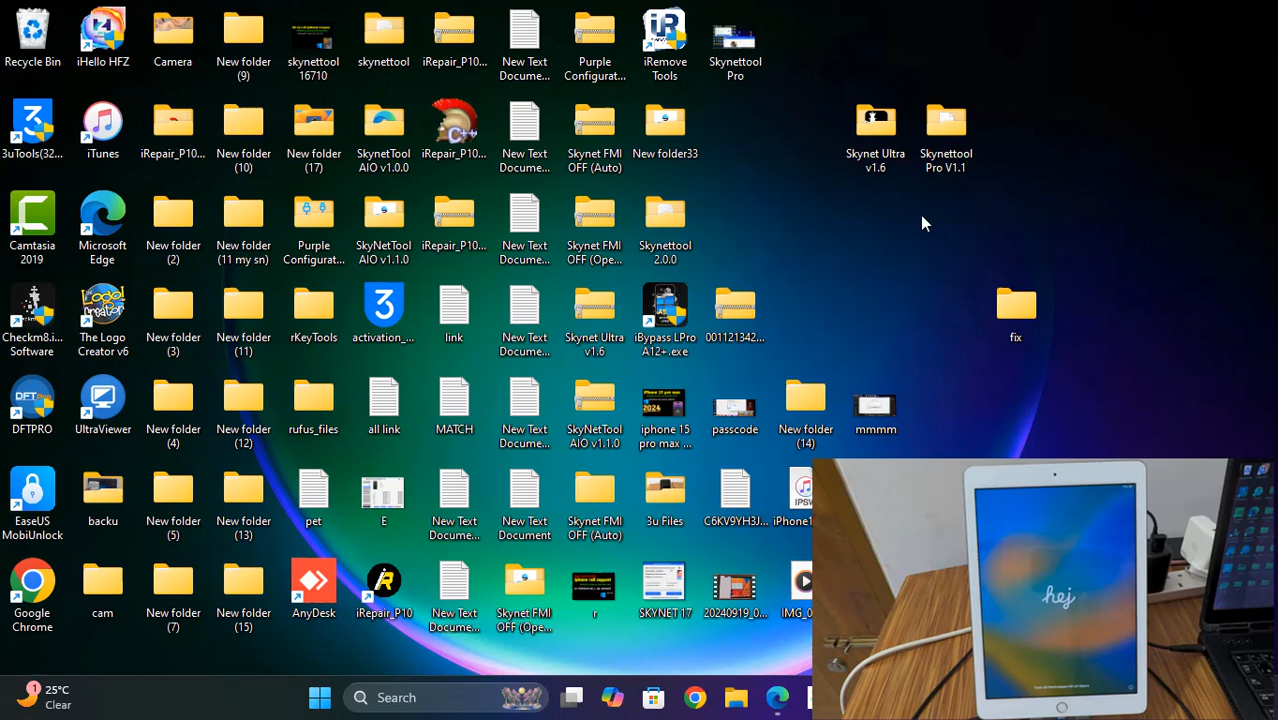 Recycle Bin
iHello HFZ
Camera
New folder
(9)
skynettool
16710
skynettool
iRepair_P10...
New Text
Docume...
Purple
Configurat...
iRemove
Tools
Skynettool
Pro
3uTools(32...
iTunes
iRepair_P10...
New folder
(10)
New folder
(17)
SkynetTool
AIO v1.0.0
iRepair_P10...
New Text
Docume...
Skynet FMI
OFF (Auto)
New folder33
Skynet Ultra
v1.6
Skynettool
Pro V1.1
Camtasia
2019
Microsoft
Edge
New folder
(2)
New folder
(11 my sn)
Purple
Configurat...
SkyNetTool
AIO v1.1.0
iRepair_P10...
New Text
Docume...
Skynet FMI
OFF (Ope...
Skynettool
2.0.0
Checkm8.i...
Software
The Logo
Creator v6
New folder
(3)
New folder
(11)
rKeyTools
activation_...
link
New Text
Docume...
Skynet Ultra
v1.6
iBypass LPro
A12+.exe
001121342...
fix
DFTPRO
UltraViewer
New folder
(4)
New folder
(12)
rufus_files
all link
MATCH
New Text
Docume...
SkyNetTool
AIO v1.1.0
iphone 15
pro max ...
passcode
New folder
(14)
mmmm
EaseUS
MobiUnlock
backu
New folder
(5)
New folder
(13)
pet
E
New Text
Docume...
New Text
Document
Skynet FMI
OFF (Auto)
3u Files
C6KV9YH3J...
IPSW
iPhone1
Google
Chrome
cam
New folder
(7)
New folder
(15)
AnyDesk
iRepair_P10
New Text
Docume...
Skynet FMI
OFF (Ope...
r
SKYNET 17
20240919_0...
IMG_0
hej
1
25°C
Clear
Search